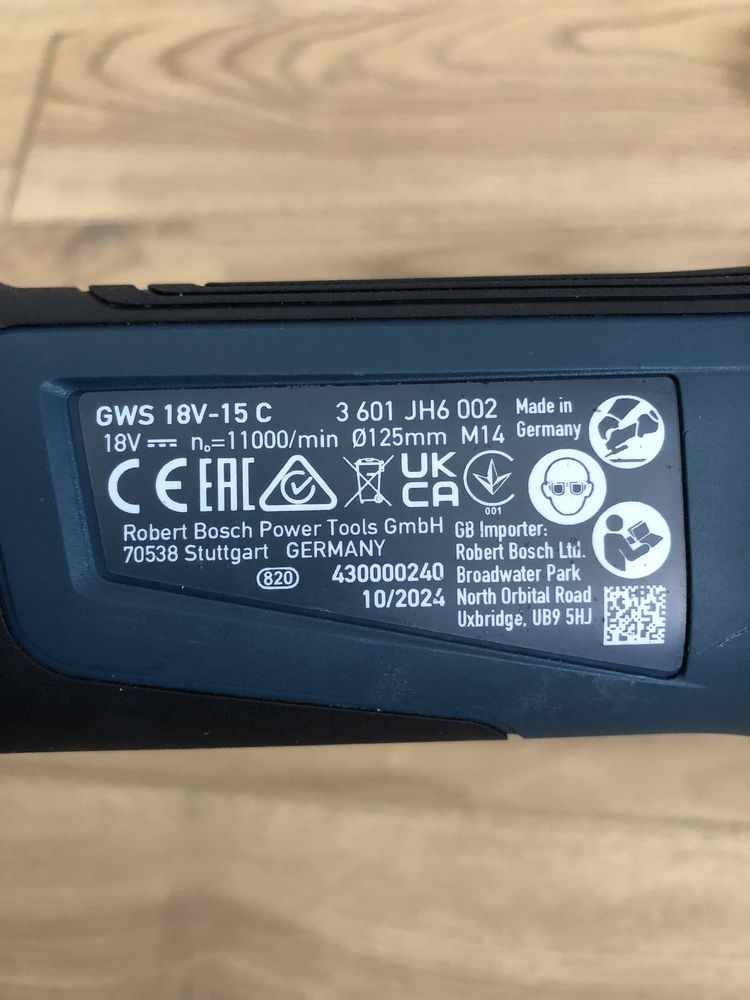 GWS 18V-15 C 3 601 JH6 002
18V n₀=11000/min Ø125mm M14
Made in
Germany
CE EAC UK CA 001
Robert Bosch Power Tools GmbH
70538 Stuttgart GERMANY
820 430000240
10/2024
GB Importer:
Robert Bosch Ltd.
Broadwater Park
North Orbital Road
Uxbridge, UB9 5HJ